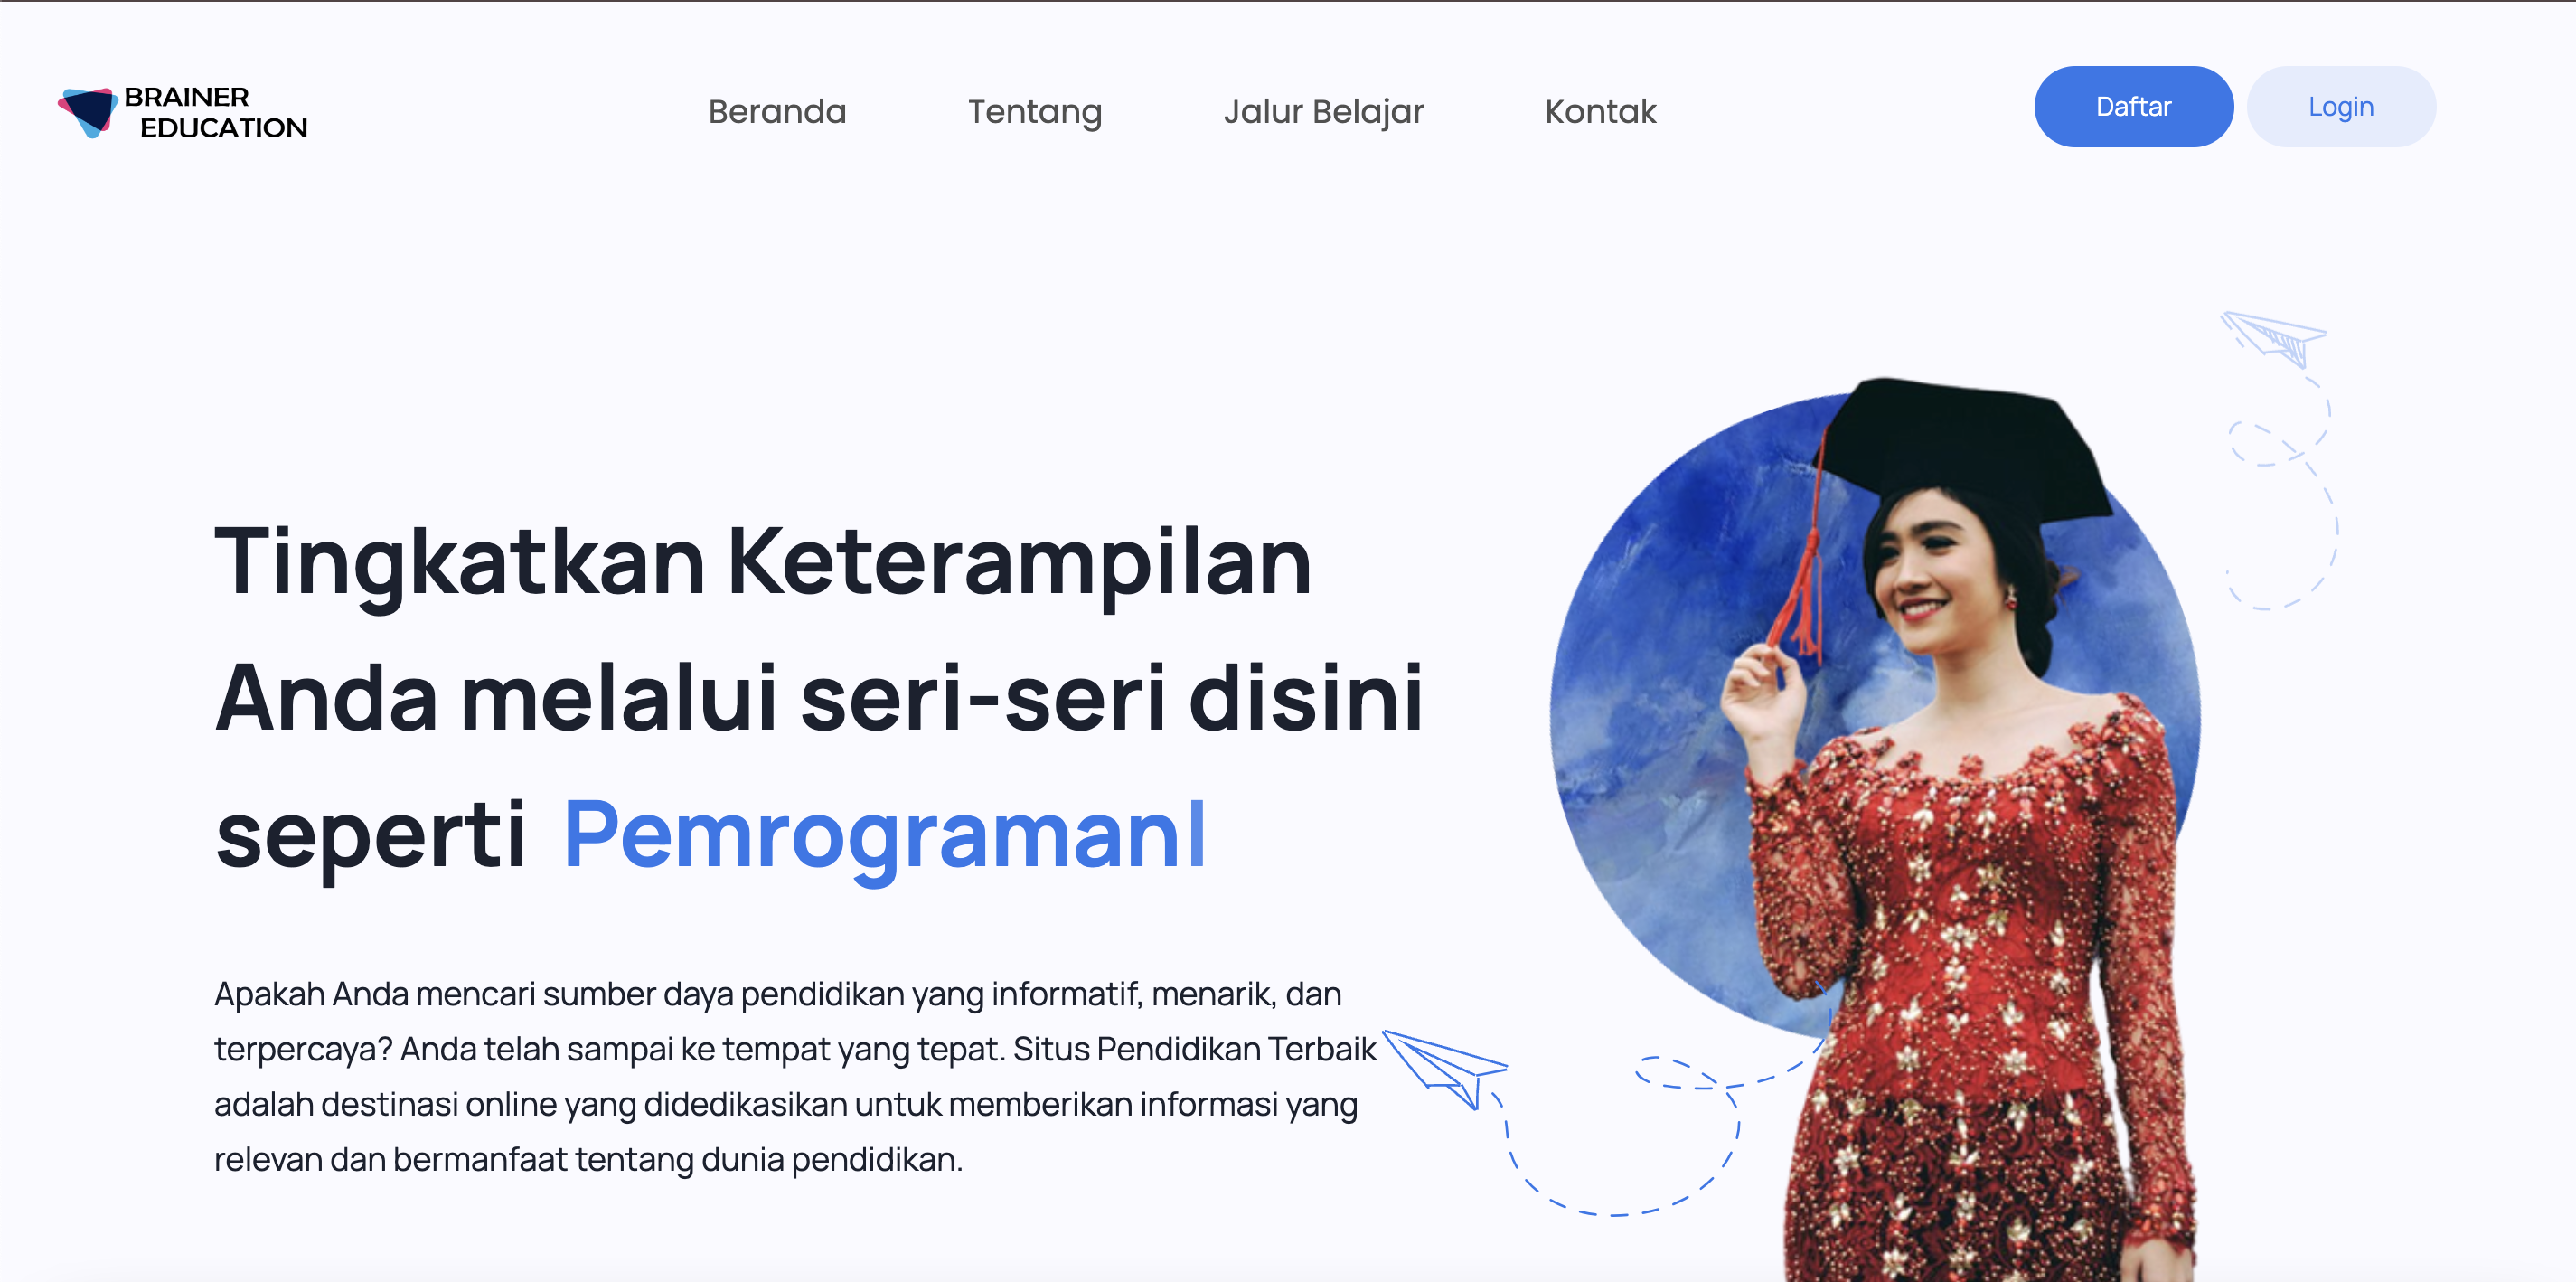 BRAINER
EDUCATION
Beranda
Tentang
Jalur Belajar
Kontak
Daftar
Login
Tingkatkan Keterampilan
Anda melalui seri-seri disini
seperti Pemrograman|
Apakah Anda mencari sumber daya pendidikan yang informatif, menarik, dan
terpercaya? Anda telah sampai ke tempat yang tepat. Situs Pendidikan Terbaik
adalah destinasi online yang didedikasikan untuk memberikan informasi yang
relevan dan bermanfaat tentang dunia pendidikan.